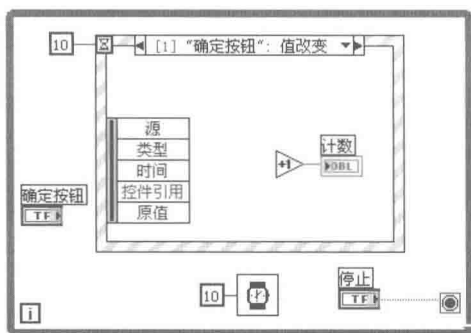 10
[1] "确定按钮": 值改变
源
类型
时间
控件引用
原值
+1
计数
DBL
确定按钮
TF
10
停止
TF
i